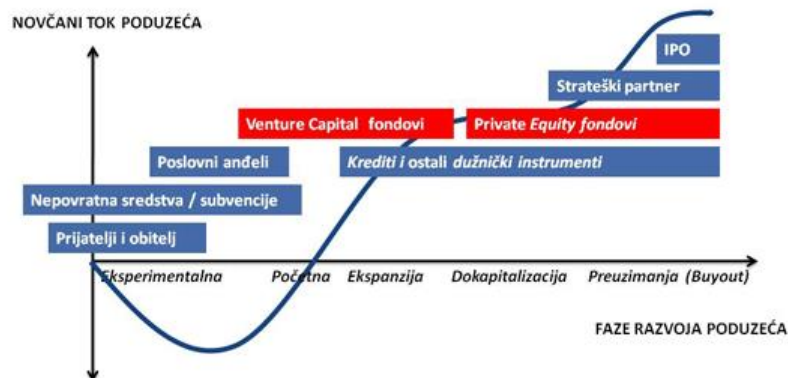 NOVČANI TOK PODUZEĆA
IPO
Strateški partner
Venture Capital fondovi
Private Equity fondovi
Poslovni anđeli
Krediti i ostali dužnički instrumenti
Nepovratna sredstva / subvencije
Prijatelji i obitelj
Eksperimentalna
Početna
Ekspanzija
Dokapitalizacija
Preuzimanja (Buyout)
FAZE RAZVOJA PODUZEĆA